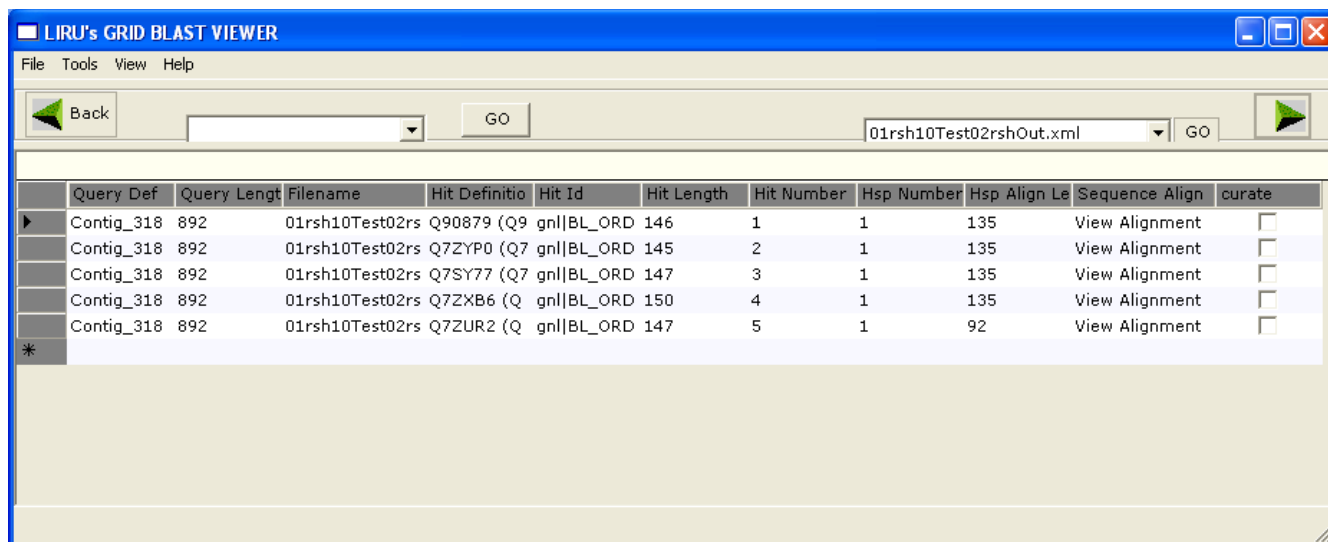 LIRU's GRID BLAST VIEWER
File Tools View Help
Back GO 01rsh10Test02rshOut.xml GO
Query Def Query Lengt Filename Hit Definitio Hit Id Hit Length Hit Number Hsp Number Hsp Align Le Sequence Align curate
Contig_318 892 01rsh10Test02rs Q90879 (Q9 gnl|BL_ORD 146 1 1 135 View Alignment
Contig_318 892 01rsh10Test02rs Q7ZYP0 (Q7 gnl|BL_ORD 145 2 1 135 View Alignment
Contig_318 892 01rsh10Test02rs Q7SY77 (Q7 gnl|BL_ORD 147 3 1 135 View Alignment
Contig_318 892 01rsh10Test02rs Q7ZXB6 (Q gnl|BL_ORD 150 4 1 135 View Alignment
Contig_318 892 01rsh10Test02rs Q7ZUR2 (Q gnl|BL_ORD 147 5 1 92 View Alignment
*